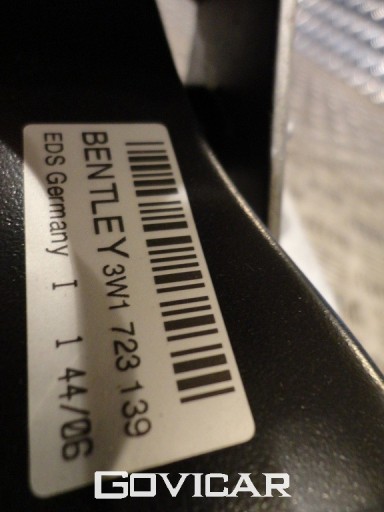 BENTLEY 3W1 723 139
EDS Germany I 1 44/06
GOVICAR